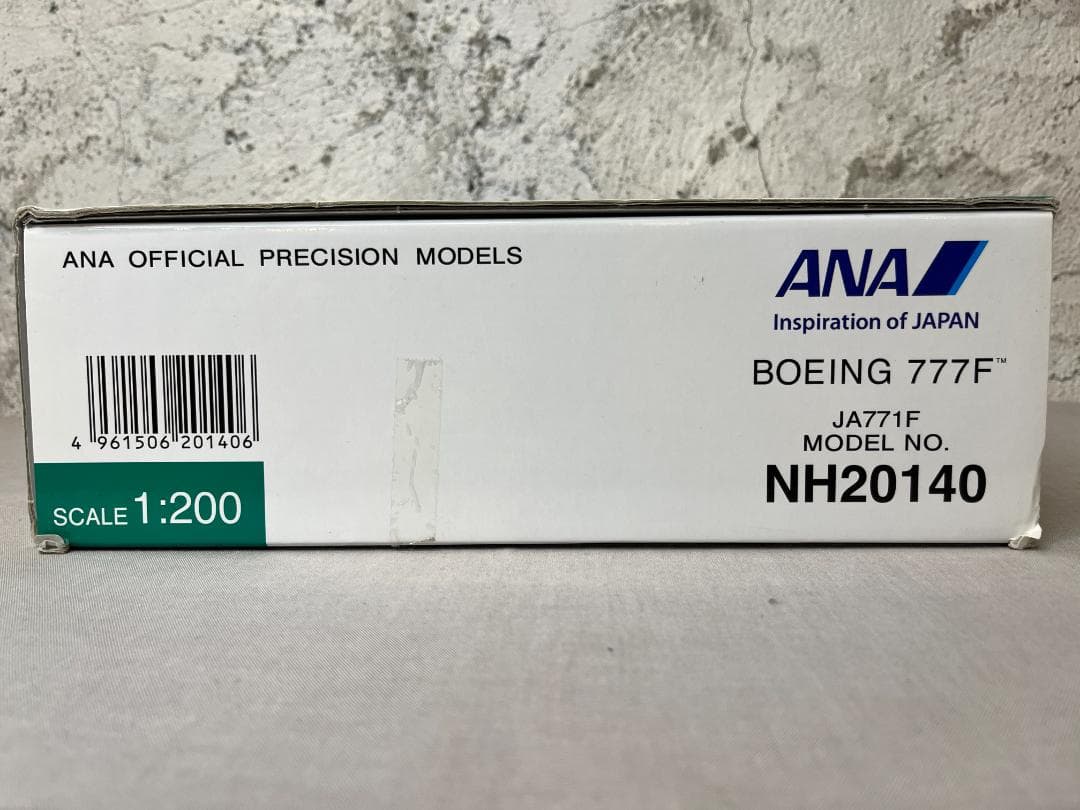 ANA OFFICIAL PRECISION MODELS
ANA
Inspiration of JAPAN
BOEING 777F™
JA771F
MODEL NO.
NH20140
4 961506 201406
SCALE 1:200